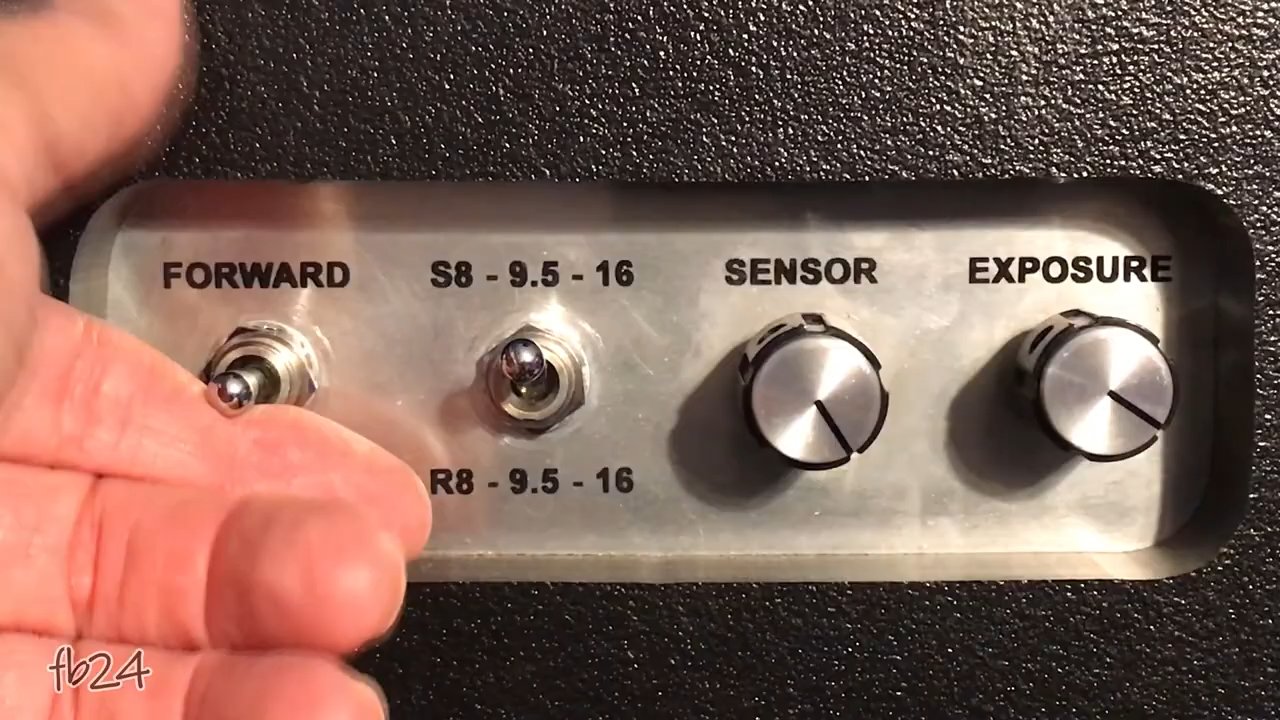 FORWARD
S8 - 9.5 - 16
SENSOR
EXPOSURE
R8 - 9.5 - 16
fb24